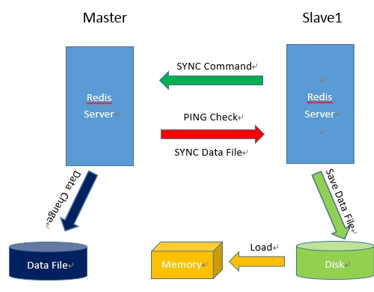 Master
Slave1
SYNC Command
Redis
Server
Redis
Server
PING Check
SYNC Data File
Data Change
Save Data File
Load
Data File
Memory
Disk